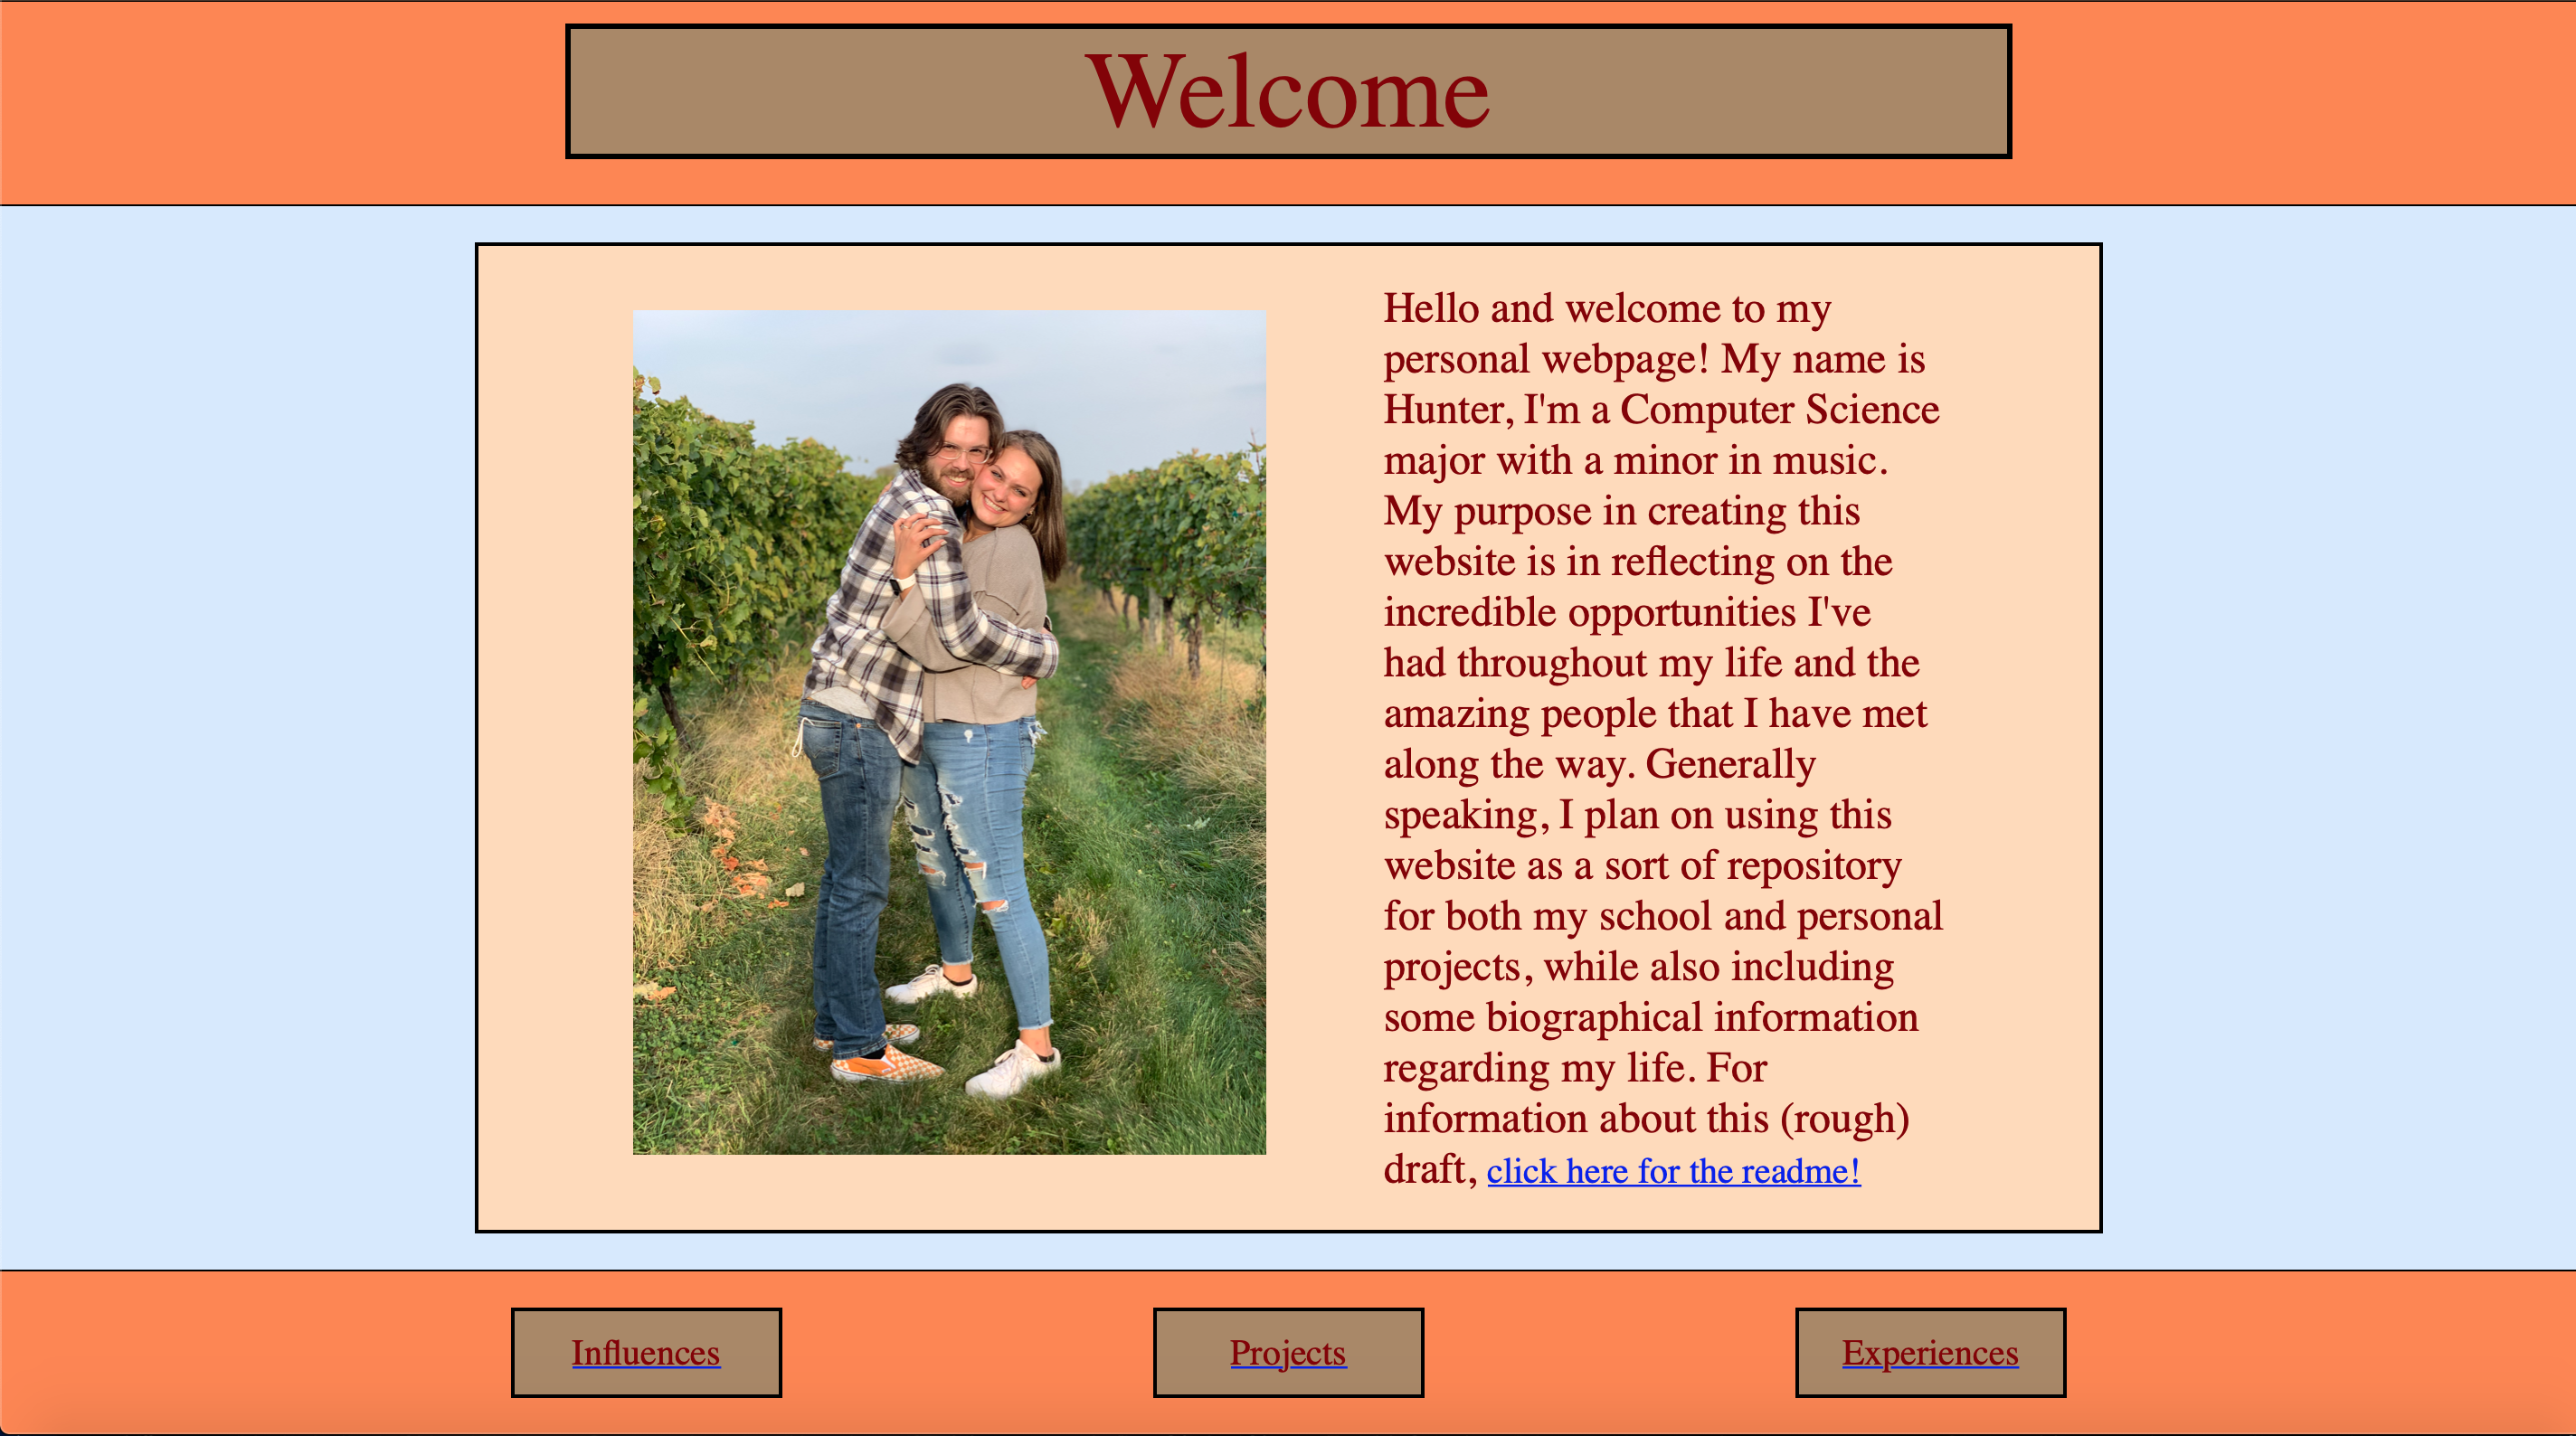 Welcome
Hello and welcome to my
personal webpage! My name is
Hunter, I'm a Computer Science
major with a minor in music.
My purpose in creating this
website is in reflecting on the
incredible opportunities I've
had throughout my life and the
amazing people that I have met
along the way. Generally
speaking, I plan on using this
website as a sort of repository
for both my school and personal
projects, while also including
some biographical information
regarding my life. For
information about this (rough)
draft, click here for the readme!
Influences
Projects
Experiences